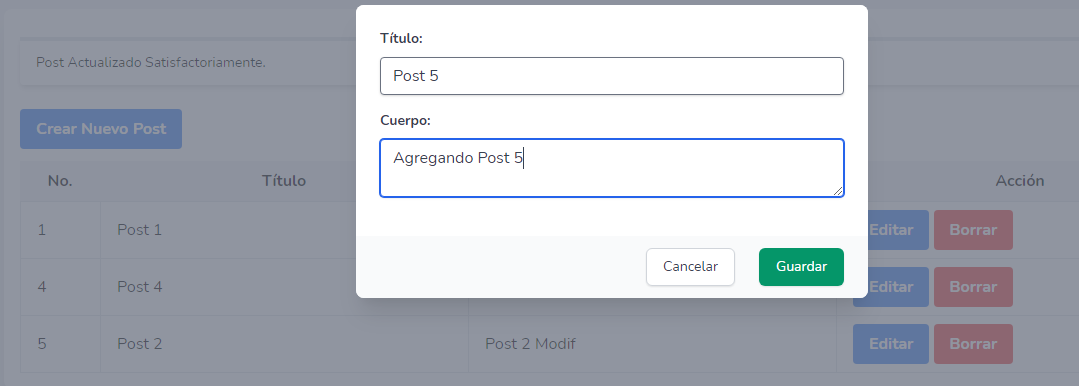 Título:
Post 5
Post Actualizado Satisfactoriamente.
Cuerpo:
Crear Nuevo Post
Agregando Post 5
No. Título Acción
1 Post 1 Editar Borrar
Cancelar Guardar
4 Post 4 Editar Borrar
5 Post 2 Post 2 Modif Editar Borrar